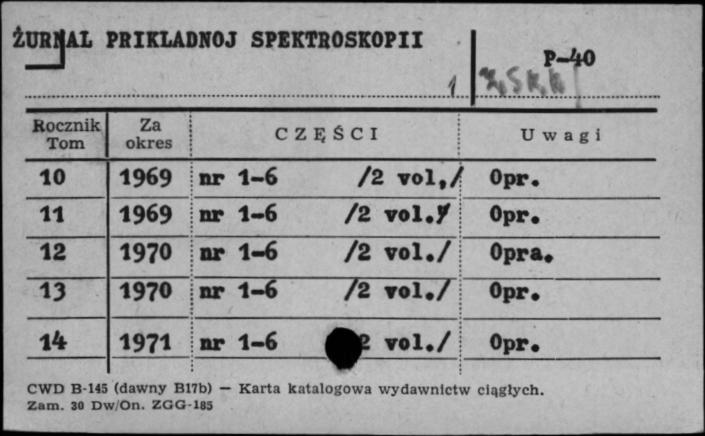 ŻURNAL PRIKLADNOJ SPEKTROSKOPII
P-40
1
Rocznik Tom Za okres CZĘŚCI Uwagi
10 1969 nr 1-6 /2 vol,/ Opr.
11 1969 nr 1-6 /2 vol./ Opr.
12 1970 nr 1-6 /2 vol./ Opra.
13 1970 nr 1-6 /2 vol./ Opr.
14 1971 nr 1-6 2 vol./ Opr.
CWD B-145 (dawny B17b) — Karta katalogowa wydawnictw ciągłych.
Zam. 30 Dw/On. ZGG-185